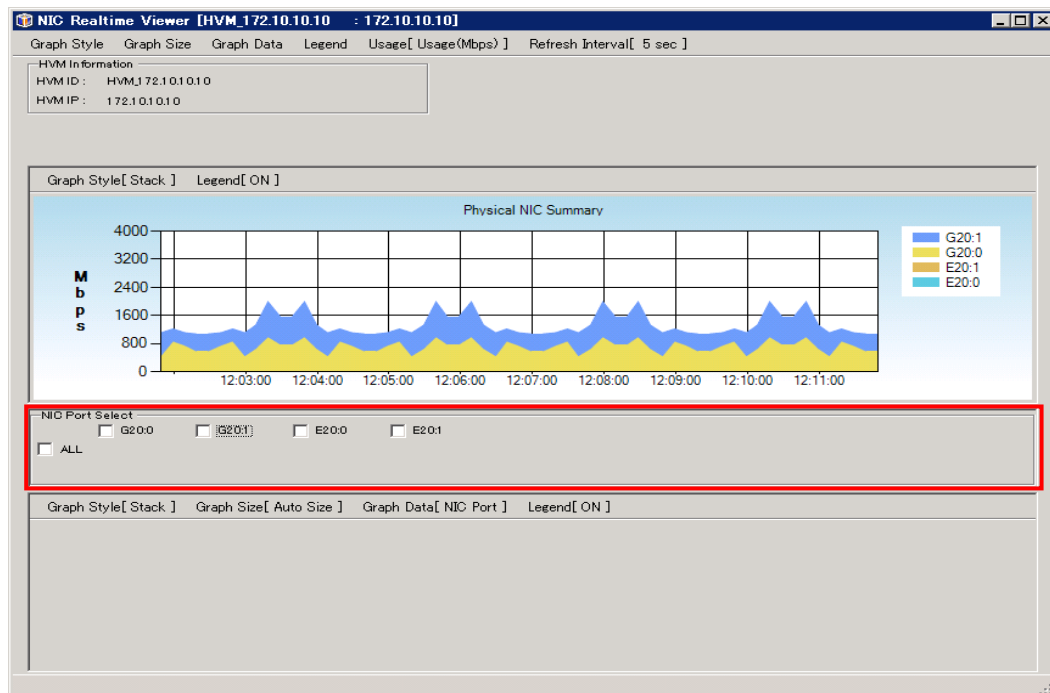 NIC Realtime Viewer [HVM_172.10.10.10 : 172.10.10.10]
Graph Style Graph Size Graph Data Legend Usage[ Usage(Mbps) ] Refresh Interval[ 5 sec ]
HVM Information
HVM ID : HVM_172.10.10.10
HVM IP : 172.10.10.10
Graph Style[ Stack ] Legend[ ON ]
Physical NIC Summary
Mbps
4000
3200
2400
1600
800
0
12:03:00 12:04:00 12:05:00 12:06:00 12:07:00 12:08:00 12:09:00 12:10:00 12:11:00
G20:1
G20:0
E20:1
E20:0
NIC Port Select
G20:0 G20:1 E20:0 E20:1
ALL
Graph Style[ Stack ] Graph Size[ Auto Size ] Graph Data[ NIC Port ] Legend[ ON ]